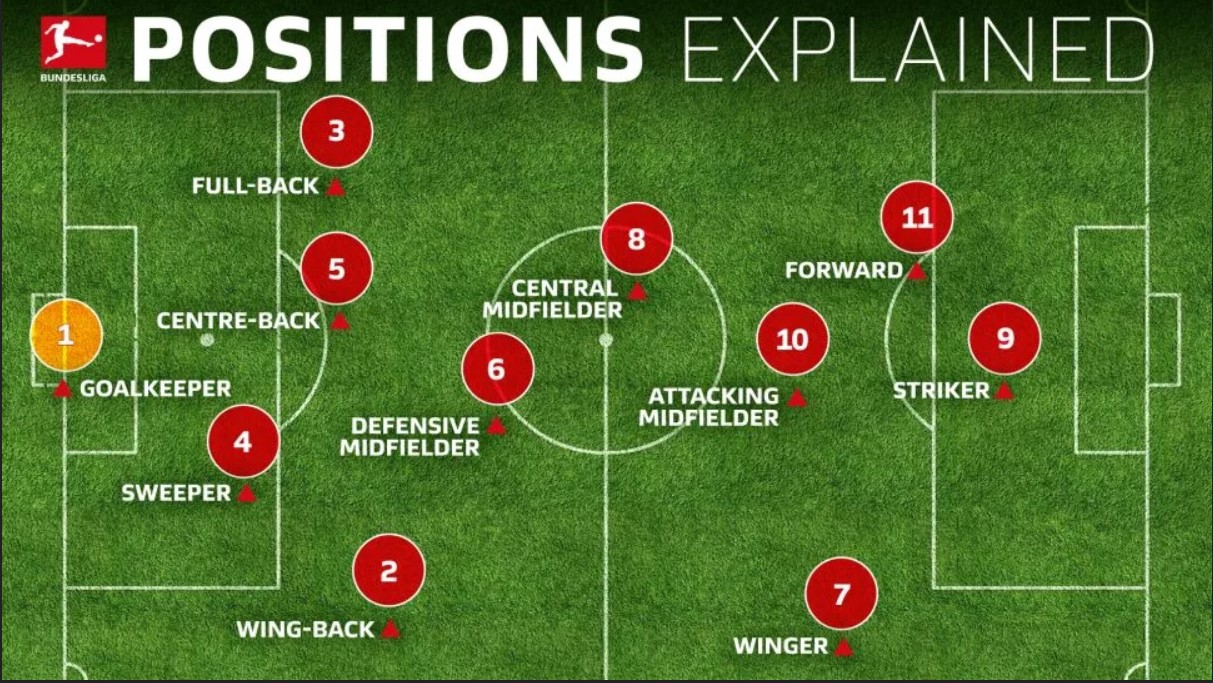 BUNDESLIGA
POSITIONS EXPLAINED
3
FULL-BACK
11
8
FORWARD
5
CENTRAL
MIDFIELDER
CENTRE-BACK
1
10
9
GOALKEEPER
6
STRIKER
ATTACKING
MIDFIELDER
DEFENSIVE
MIDFIELDER
4
SWEEPER
2
7
WING-BACK
WINGER